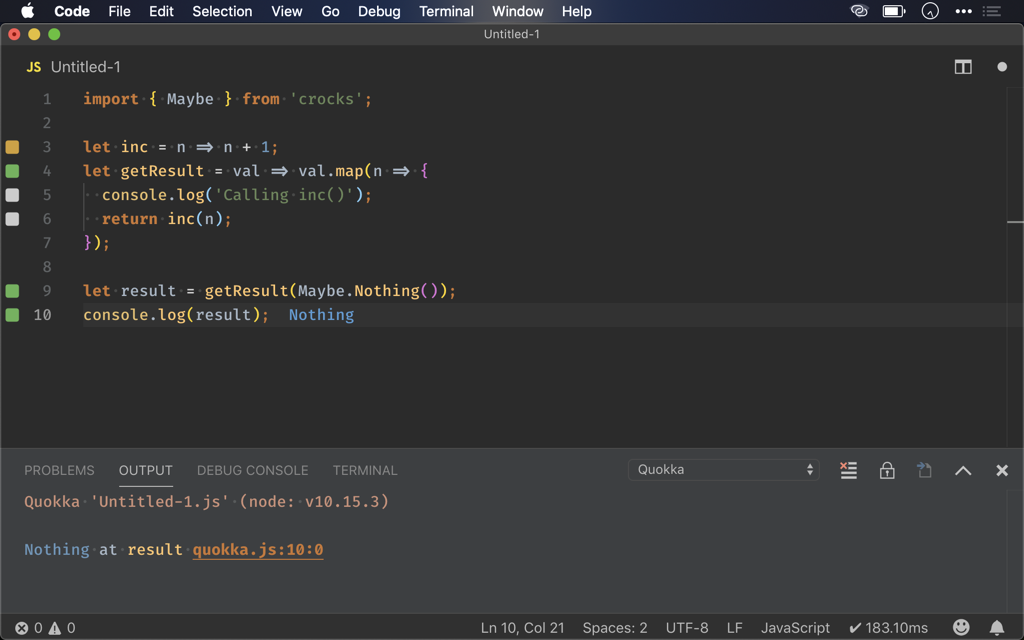 Code File Edit Selection View Go Debug Terminal Window Help
Untitled-1
JS Untitled-1
1 import { Maybe } from 'crocks';
2
3 let inc = n => n + 1;
4 let getResult = val => val.map(n => {
5 console.log('Calling inc()');
6 return inc(n);
7 });
8
9 let result = getResult(Maybe.Nothing());
10 console.log(result); Nothing
PROBLEMS OUTPUT DEBUG CONSOLE TERMINAL Quokka
Quokka 'Untitled-1.js' (node: v10.15.3)
Nothing at result quokka.js:10:0
0 0 Ln 10, Col 21 Spaces: 2 UTF-8 LF JavaScript ✔ 183.10ms